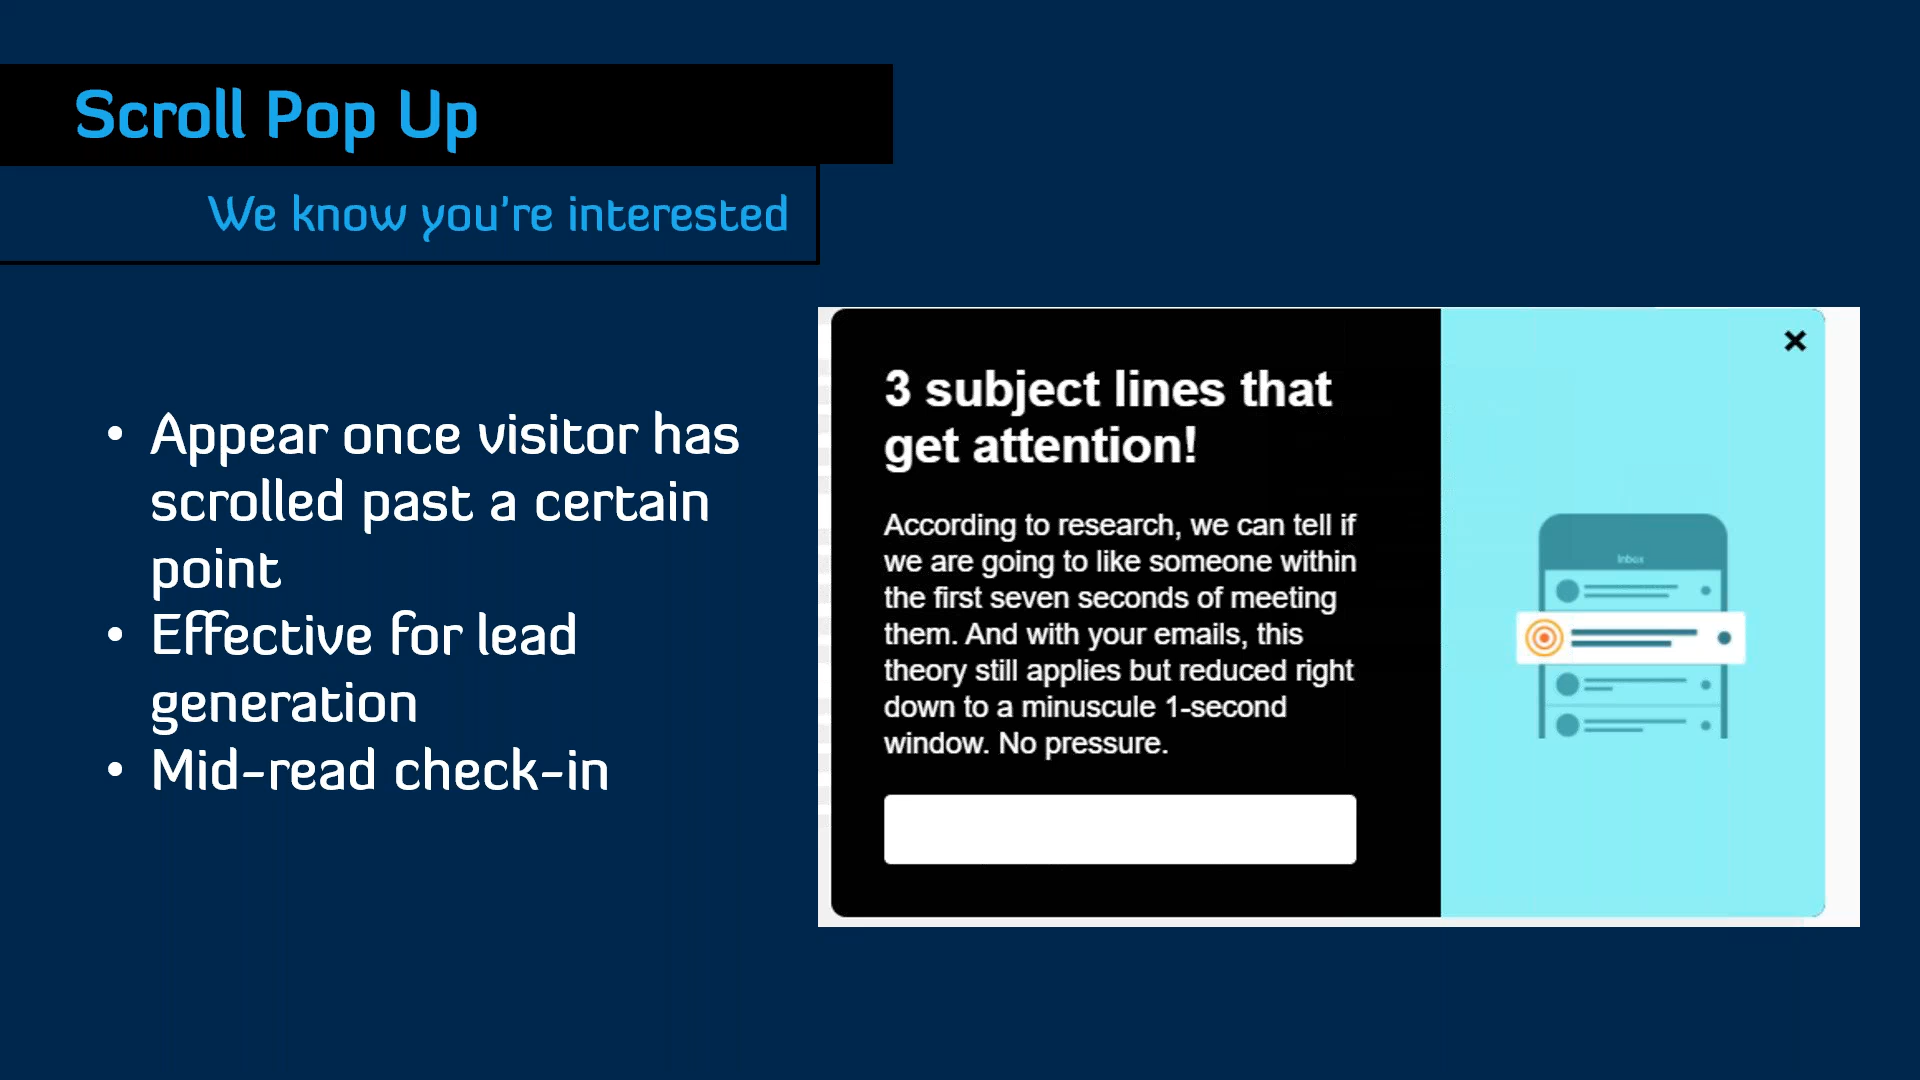 Scroll Pop Up
We know you're interested
• Appear once visitor has
scrolled past a certain
point
• Effective for lead
generation
• Mid-read check-in
3 subject lines that
get attention!
According to research, we can tell if
we are going to like someone within
the first seven seconds of meeting
them. And with your emails, this
theory still applies but reduced right
down to a minuscule 1-second
window. No pressure.
Inbox